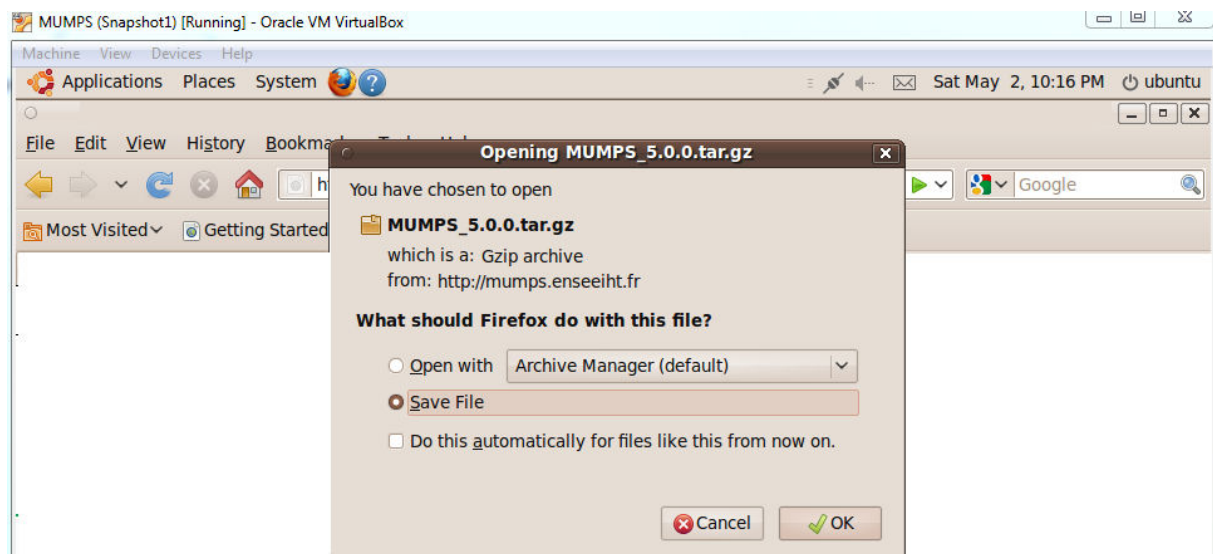 MUMPS (Snapshot1) [Running] - Oracle VM VirtualBox
Machine View Devices Help
Applications Places System Sat May 2, 10:16 PM ubuntu
File Edit View History
Opening MUMPS_5.0.0.tar.gz
You have chosen to open
Google
Most Visited Getting Started
MUMPS_5.0.0.tar.gz
which is a: Gzip archive
from: http://mumps.enseeiht.fr
What should Firefox do with this file?
Open with Archive Manager (default)
Save File
Do this automatically for files like this from now on.
Cancel OK